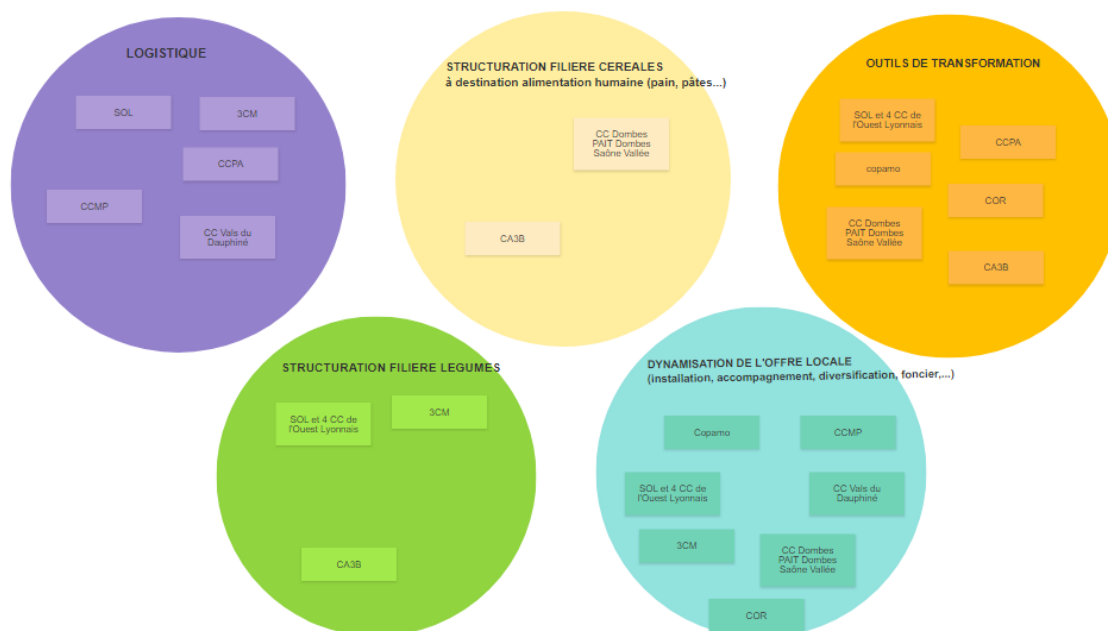 LOGISTIQUE
SOL
3CM
CCPA
CCMP
CC Vals du
Dauphiné
STRUCTURATION FILIERE CEREALES
à destination alimentation humaine (pain, pâtes...)
CC Dombes
PAIT Dombes
Saône Vallée
CA3B
OUTILS DE TRANSFORMATION
SOL et 4 CC de
l'Ouest Lyonnais
CCPA
copamo
COR
CC Dombes
PAIT Dombes
Saône Vallée
CA3B
STRUCTURATION FILIERE LEGUMES
SOL et 4 CC de
l'Ouest Lyonnais
3CM
CA3B
DYNAMISATION DE L'OFFRE LOCALE
(installation, accompagnement, diversification, foncier,...)
Copamo
CCMP
SOL et 4 CC de
l'Ouest Lyonnais
CC Vals du
Dauphiné
3CM
CC Dombes
PAIT Dombes
Saône Vallée
COR